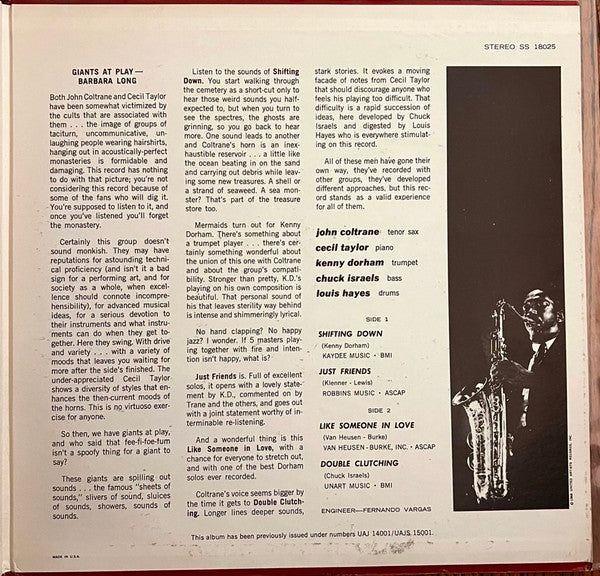 STEREO SS 18025
GIANTS AT PLAY—
BARBARA LONG
Both John Coltrane and Cecil Taylor
have been somewhat victimized by
the cults that are associated with
them . . . the image of groups of
taciturn, uncommunicative, un-
laughing people wearing hairshirts,
hanging out in acoustically-perfect
monasteries is formidable and
damaging. This record has nothing
to do with that picture; you're not
considering this record because of
some of the fans who will dig it.
You're supposed to listen to it, and
once you've listened you'll forget
the monastery.
Certainly this group doesn't
sound monkish. They may have
reputations for astounding techni-
cal proficiency (and isn't it a bad
sign for a performing art, and for
society as a whole, when excel-
lence should connote incompre-
hensibility), for advanced musical
ideas, for a serious devotion to
their instruments and what instru-
ments can do when they get to-
gether. Here they swing. With drive
and variety . . . with a variety of
moods that leaves you waiting for
more after the side's finished. The
under-appreciated Cecil Taylor
shows a diversity of styles that en-
hances the then-current moods of
the horns. This is no virtuoso exer-
cise for anyone.
So then, we have giants at play,
and who said that fee-fi-foe-fum
isn't a spoofy thing for a giant to
say?
These giants are spilling out
sounds . . . the famous "sheets of
sounds," slivers of sound, sluices
of sounds, showers, sounds of
sounds.
Listen to the sounds of Shifting
Down. You start walking through
the cemetery as a short-cut only to
hear those weird sounds you half-
expected to, but when you turn to
see the spectres, the ghosts are
grinning, so you go back to hear
more. One sound leads to another
and Coltrane's horn is an inex-
haustible reservoir . . . a little like
the ocean beating in on the sand
and carrying out debris while leav-
ing some new treasures. A shell or
a strand of seaweed. A sea mon-
ster? That's part of the treasure
store too.
Mermaids turn out for Kenny
Dorham. There's something about
a trumpet player . . . there's cer-
tainly something wonderful about
the union of this one with Coltrane
and about the group's compati-
bility. Stronger than pretty, K.D.'s
playing on his own composition is
beautiful. That personal sound of
his that leaves sterility way behind
is intense and shimmeringly lyrical.
No hand clapping? No happy
jazz? I wonder. If 5 masters play-
ing together with fire and inten-
tion isn't happy, what is?
Just Friends is. Full of excellent
solos, it opens with a lovely state-
ment by K.D., commented on by
Trane and the others, and goes out
with a joint statement worthy of in-
terminable re-listening.
And a wonderful thing is this
Like Someone in Love, with a
chance for everyone to stretch out,
and with one of the best Dorham
solos ever recorded.
Coltrane's voice seems bigger by
the time it gets to Double Clutch-
ing. Longer lines deeper sounds,
stark stories. It evokes a moving
facade of notes from Cecil Taylor
that should discourage anyone who
feels his playing too difficult. That
difficulty is a rapid succession of
ideas, here developed by Chuck
Israels and digested by Louis
Hayes who is everywhere stimulat-
ing on this record.
All of these men have gone their
own way, they've recorded with
other groups, they've developed
different approaches, but this rec-
ord stands as a valid experience
for all of them.
john coltrane tenor sax
cecil taylor piano
kenny dorham trumpet
chuck israels bass
louis hayes drums
SIDE 1
SHIFTING DOWN
(Kenny Dorham)
KAYDEE MUSIC · BMI
JUST FRIENDS
(Klenner - Lewis)
ROBBINS MUSIC · ASCAP
SIDE 2
LIKE SOMEONE IN LOVE
(Van Heusen - Burke)
VAN HEUSEN - BURKE, INC. · ASCAP
DOUBLE CLUTCHING
(Chuck Israels)
UNART MUSIC · BMI
ENGINEER—FERNANDO VARGAS
This album has been previously issued under numbers UAJ 14001/UAJS 15001.
MADE IN U.S.A.
UNITED ARTISTS RECORDS, INC.